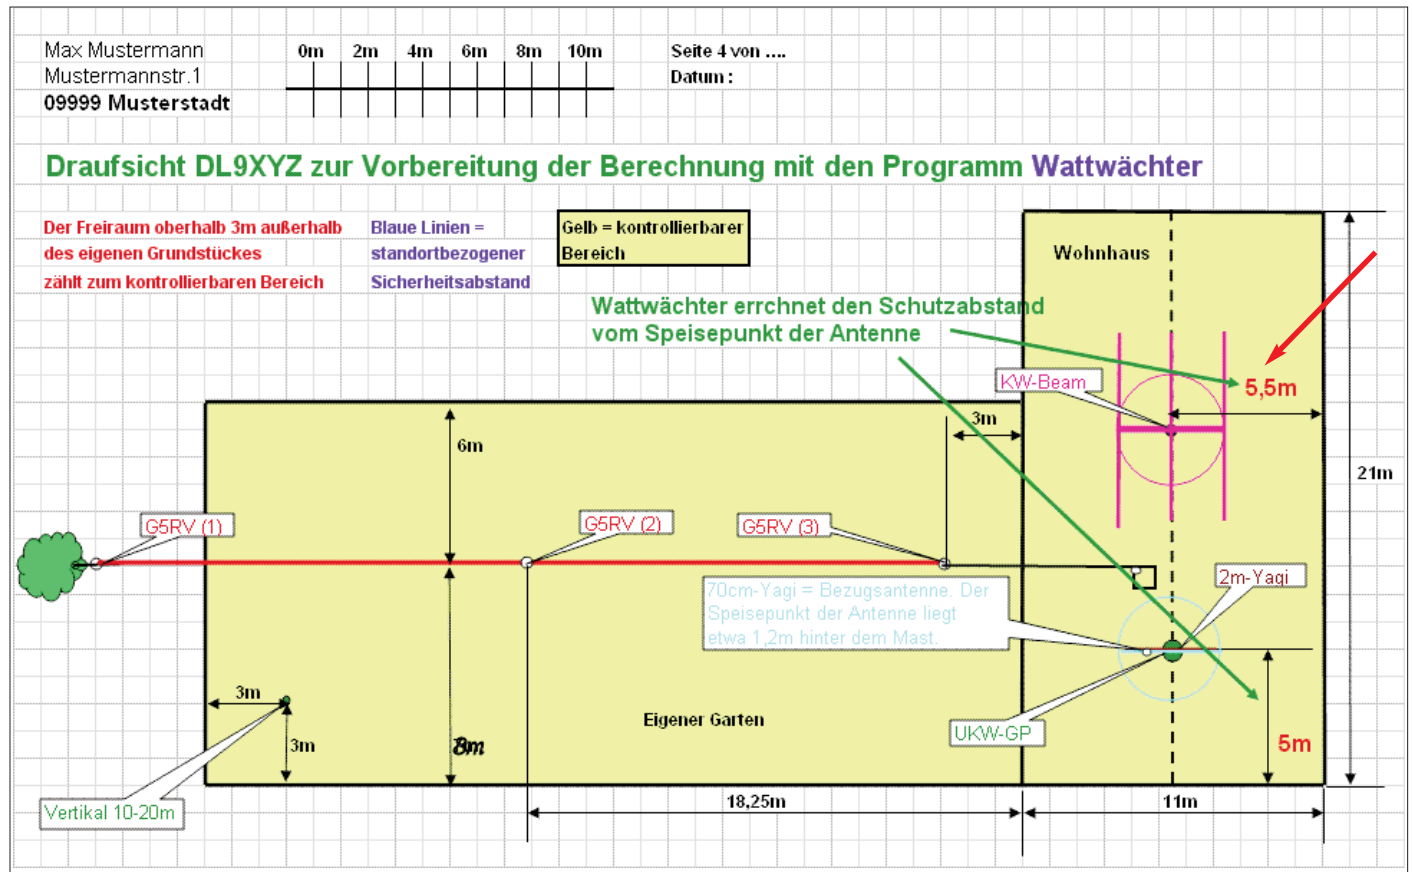 Max Mustermann
Mustermannstr.1
09999 Musterstadt
0m 2m 4m 6m 8m 10m
Seite 4 von ....
Datum :
Draufsicht DL9XYZ zur Vorbereitung der Berechnung mit den Programm Wattwächter
Der Freiraum oberhalb 3m außerhalb
des eigenen Grundstückes
zählt zum kontrollierbaren Bereich
Blaue Linien =
standortbezogener
Sicherheitsabstand
Gelb = kontrollierbarer
Bereich
Wohnhaus
Wattwächter errchnet den Schutzabstand
vom Speisepunkt der Antenne
KW-Beam
5,5m
3m
6m
21m
G5RV (1)
G5RV (2)
G5RV (3)
70cm-Yagi = Bezugsantenne. Der
Speisepunkt der Antenne liegt
etwa 1,2m hinter dem Mast.
2m-Yagi
3m
3m
Eigener Garten
UKW-GP
5m
Vertikal 10-20m
18,25m
11m